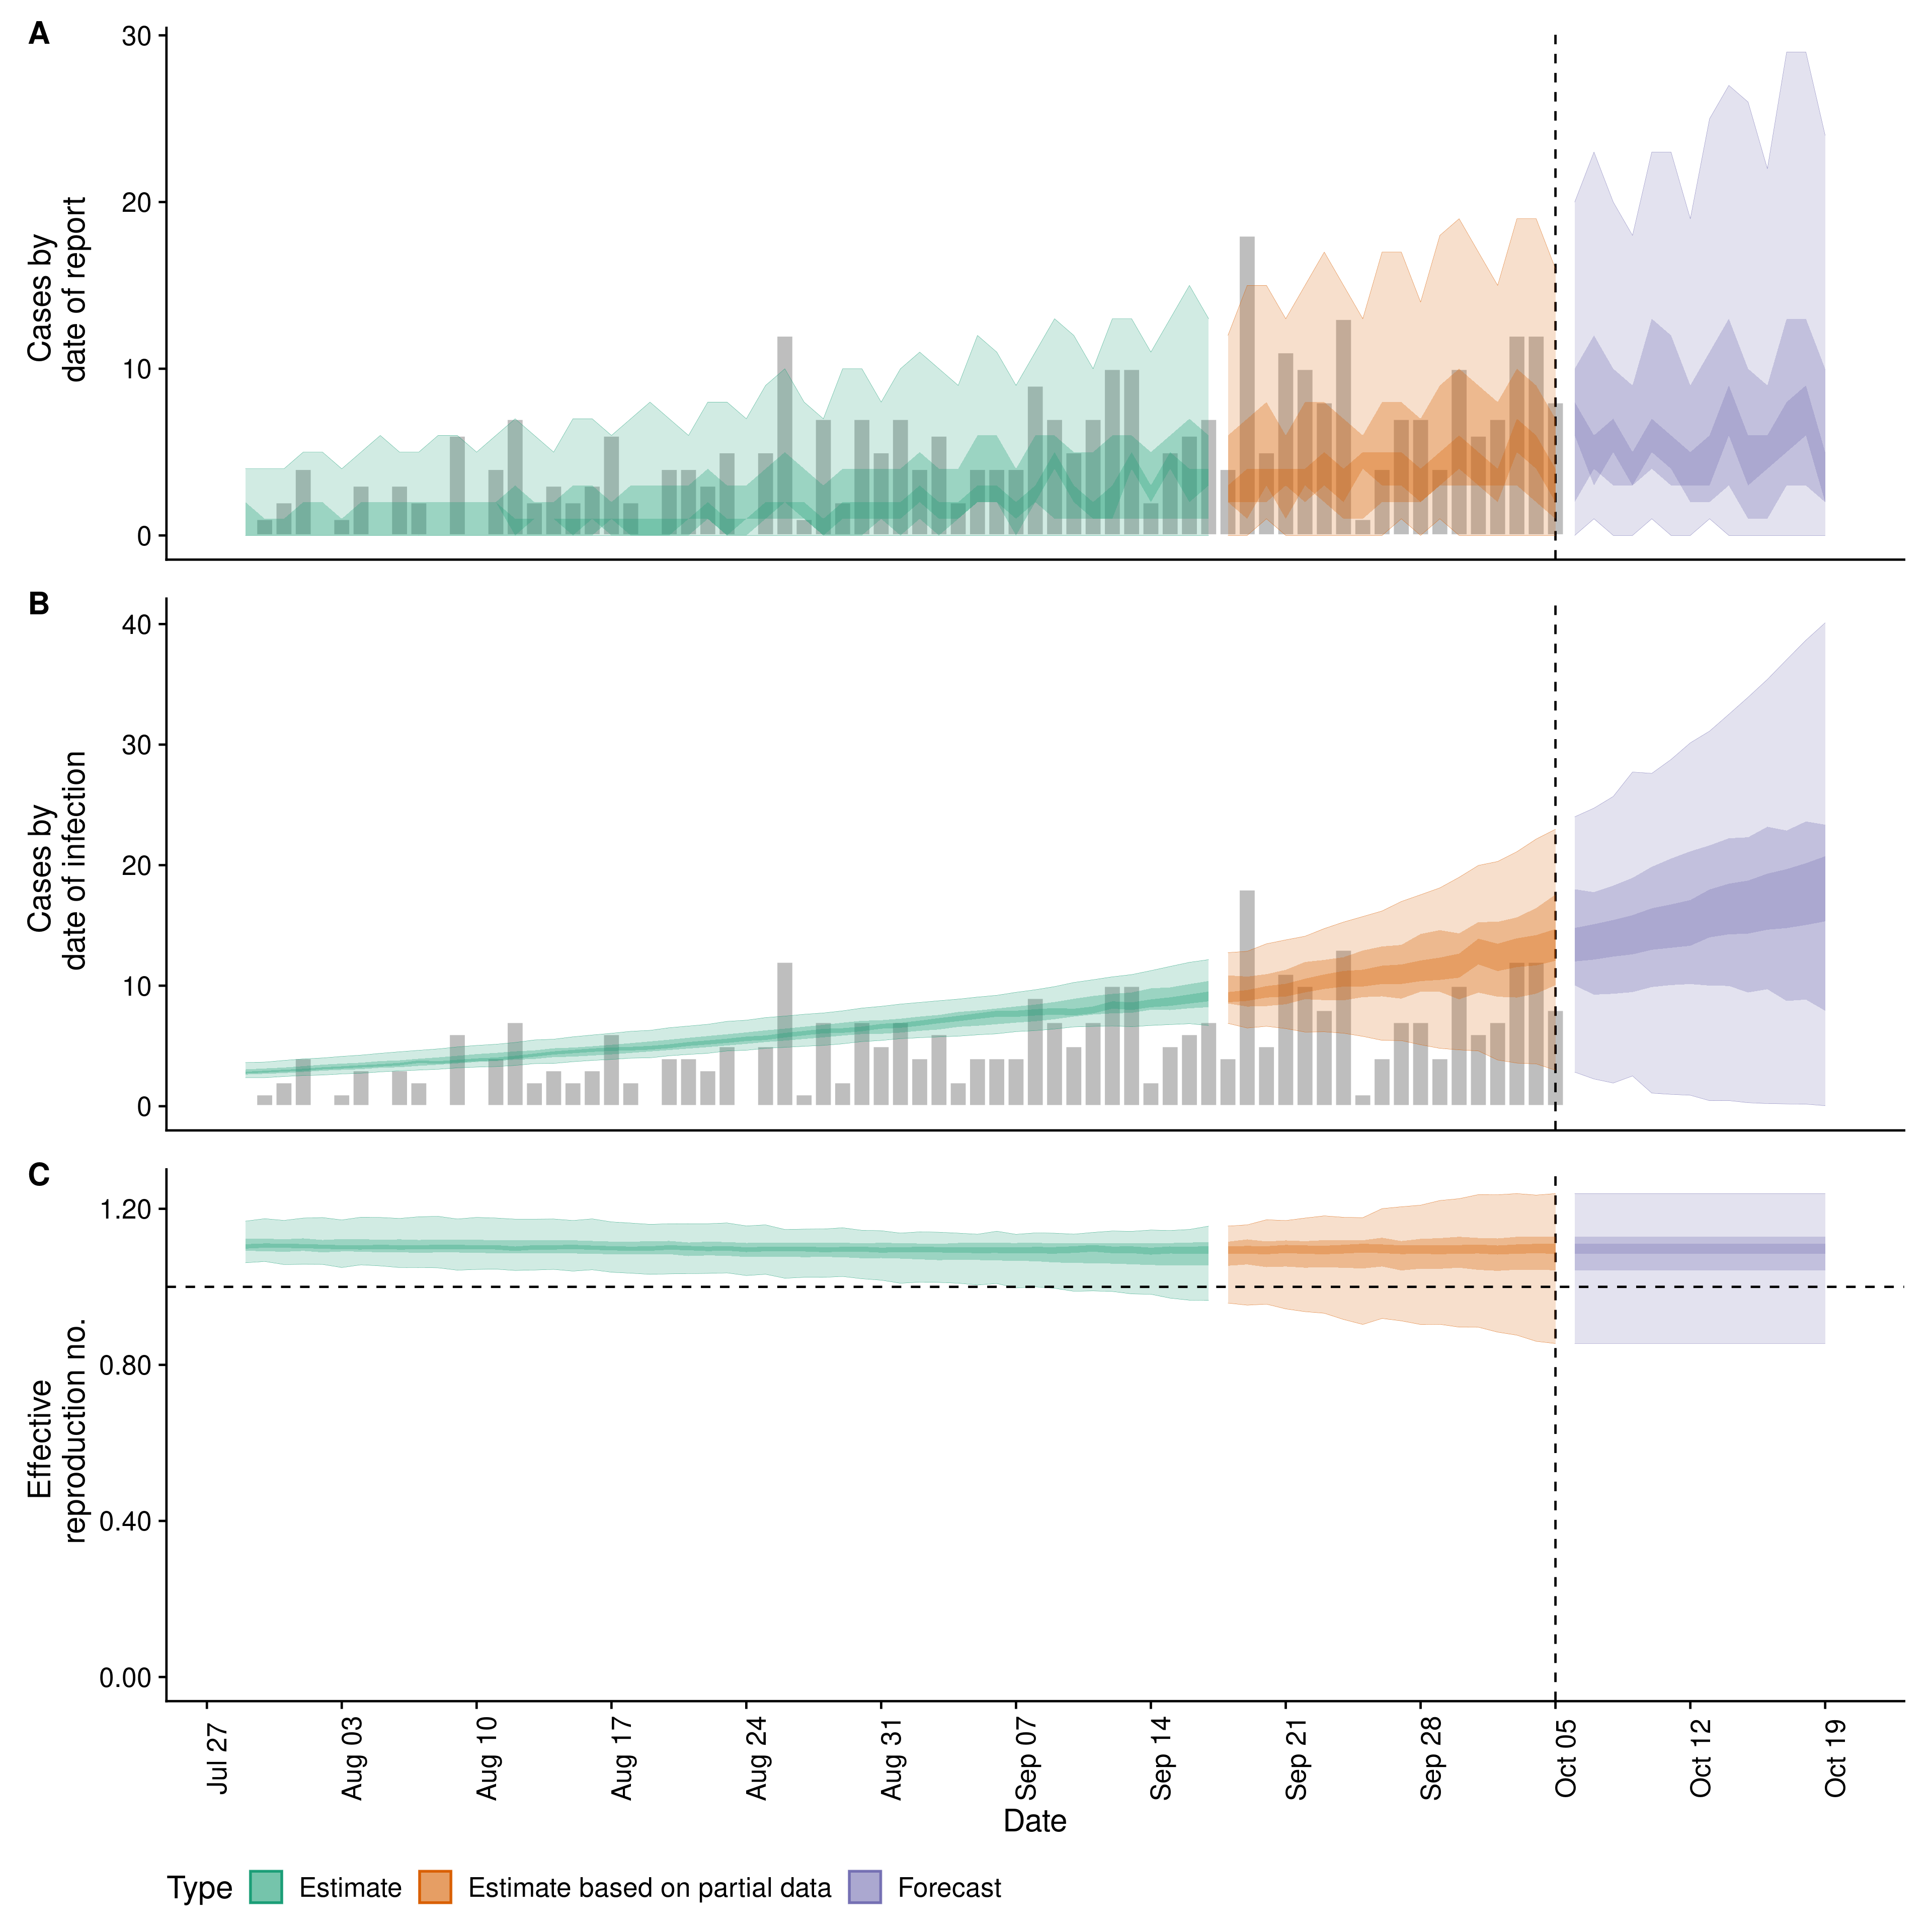 A
30
20
10
0
Cases by
date of report
B
40
30
20
10
0
Cases by
date of infection
C
1.20
0.80
0.40
0.00
Effective
reproduction no.
Jul 27
Aug 03
Aug 10
Aug 17
Aug 24
Aug 31
Sep 07
Sep 14
Sep 21
Sep 28
Oct 05
Oct 12
Oct 19
Date
Type Estimate Estimate based on partial data Forecast